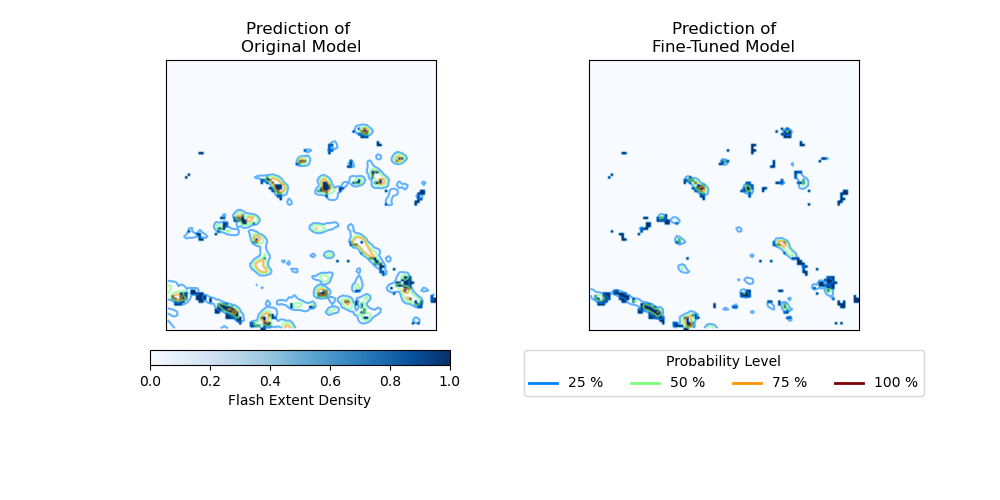 Prediction of
Original Model
Prediction of
Fine-Tuned Model
0.0 0.2 0.4 0.6 0.8 1.0
Flash Extent Density
Probability Level
25 % 50 % 75 % 100 %